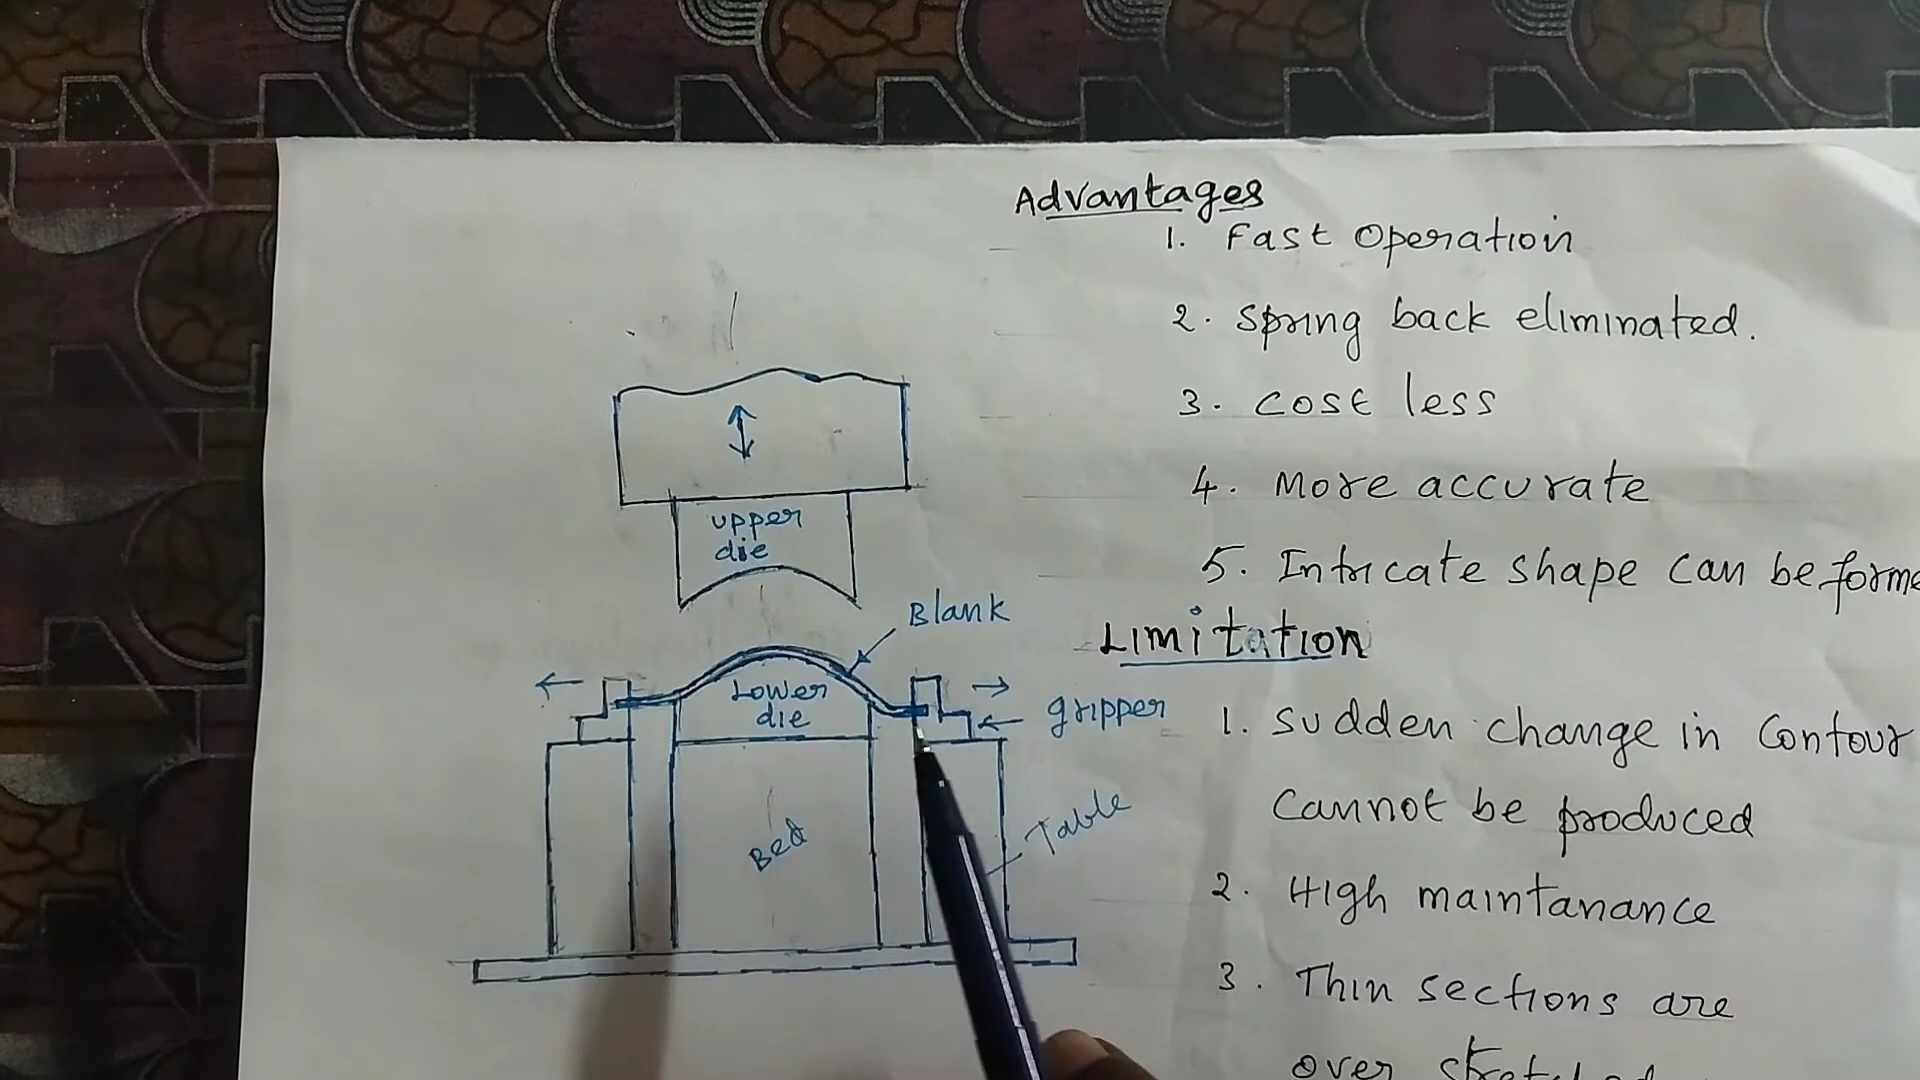 Advantages
1. Fast Operation
2. Spring back eliminated.
3. Cost less
4. More accurate
5. Intricate shape can be forme
Limitation
1. Sudden change in Contour
Cannot be produced
2. High maintanance
3. Thin sections are
over
upper
die
Blank
Lower
die
gripper
Bed
Table